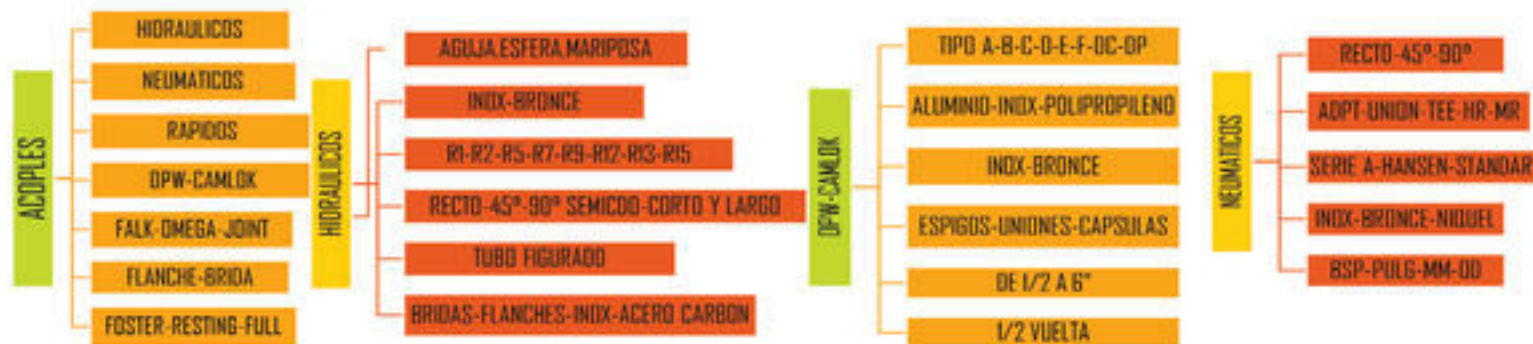 ACOPLES
HIDRAULICOS
NEUMATICOS
RAPIDOS
DPW-CAMLOK
FALK-OMEGA-JOINT
FLANCHE-BRIDA
FOSTER-RESTING-FULL
HIDRAULICOS
AGUJA,ESFERA,MARIPOSA
INOX-BRONCE
R1-R2-R5-R7-R9-R12-R13-R15
RECTO-45°-90° SEMICOD-CORTO Y LARGO
TUBO FIGURADO
BRIDAS-FLANCHES-INOX-ACERO CARBON
DPW-CAMLOK
TIPO A-B-C-D-E-F-DC-DP
ALUMINIO-INOX-POLIPROPILENO
INOX-BRONCE
ESPIGOS-UNIONES-CAPSULAS
DE 1/2 A 6"
1/2 VUELTA
NEUMATICOS
RECTO-45°-90°
ADPT-UNION-TEE-HR-MR
SERIE A-HANSEN-STANDAR
INOX-BRONCE-NIQUEL
BSP-PULG-MM-OD